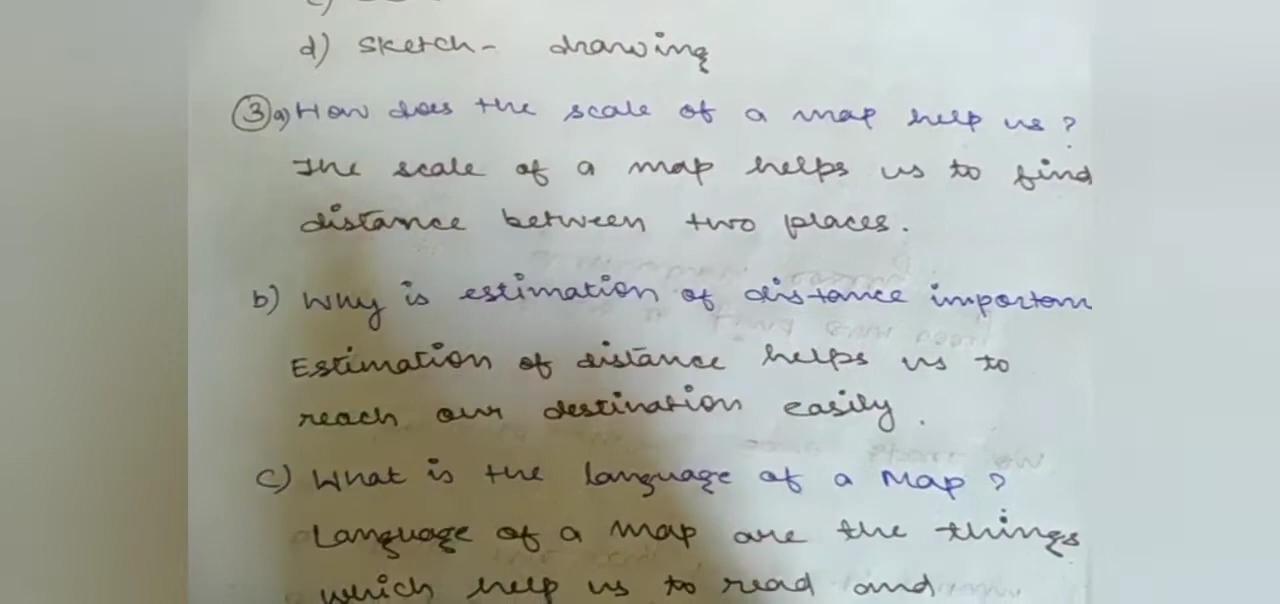 d) sketch - drawing
③ a) How does the scale of a map help us ?
The scale of a map helps us to find
distance between two places.
b) Why is estimation of distance importan
Estimation of distance helps us to
reach our destination easily.
c) What is the language of a Map ?
Language of a map are the things
which help us to read and